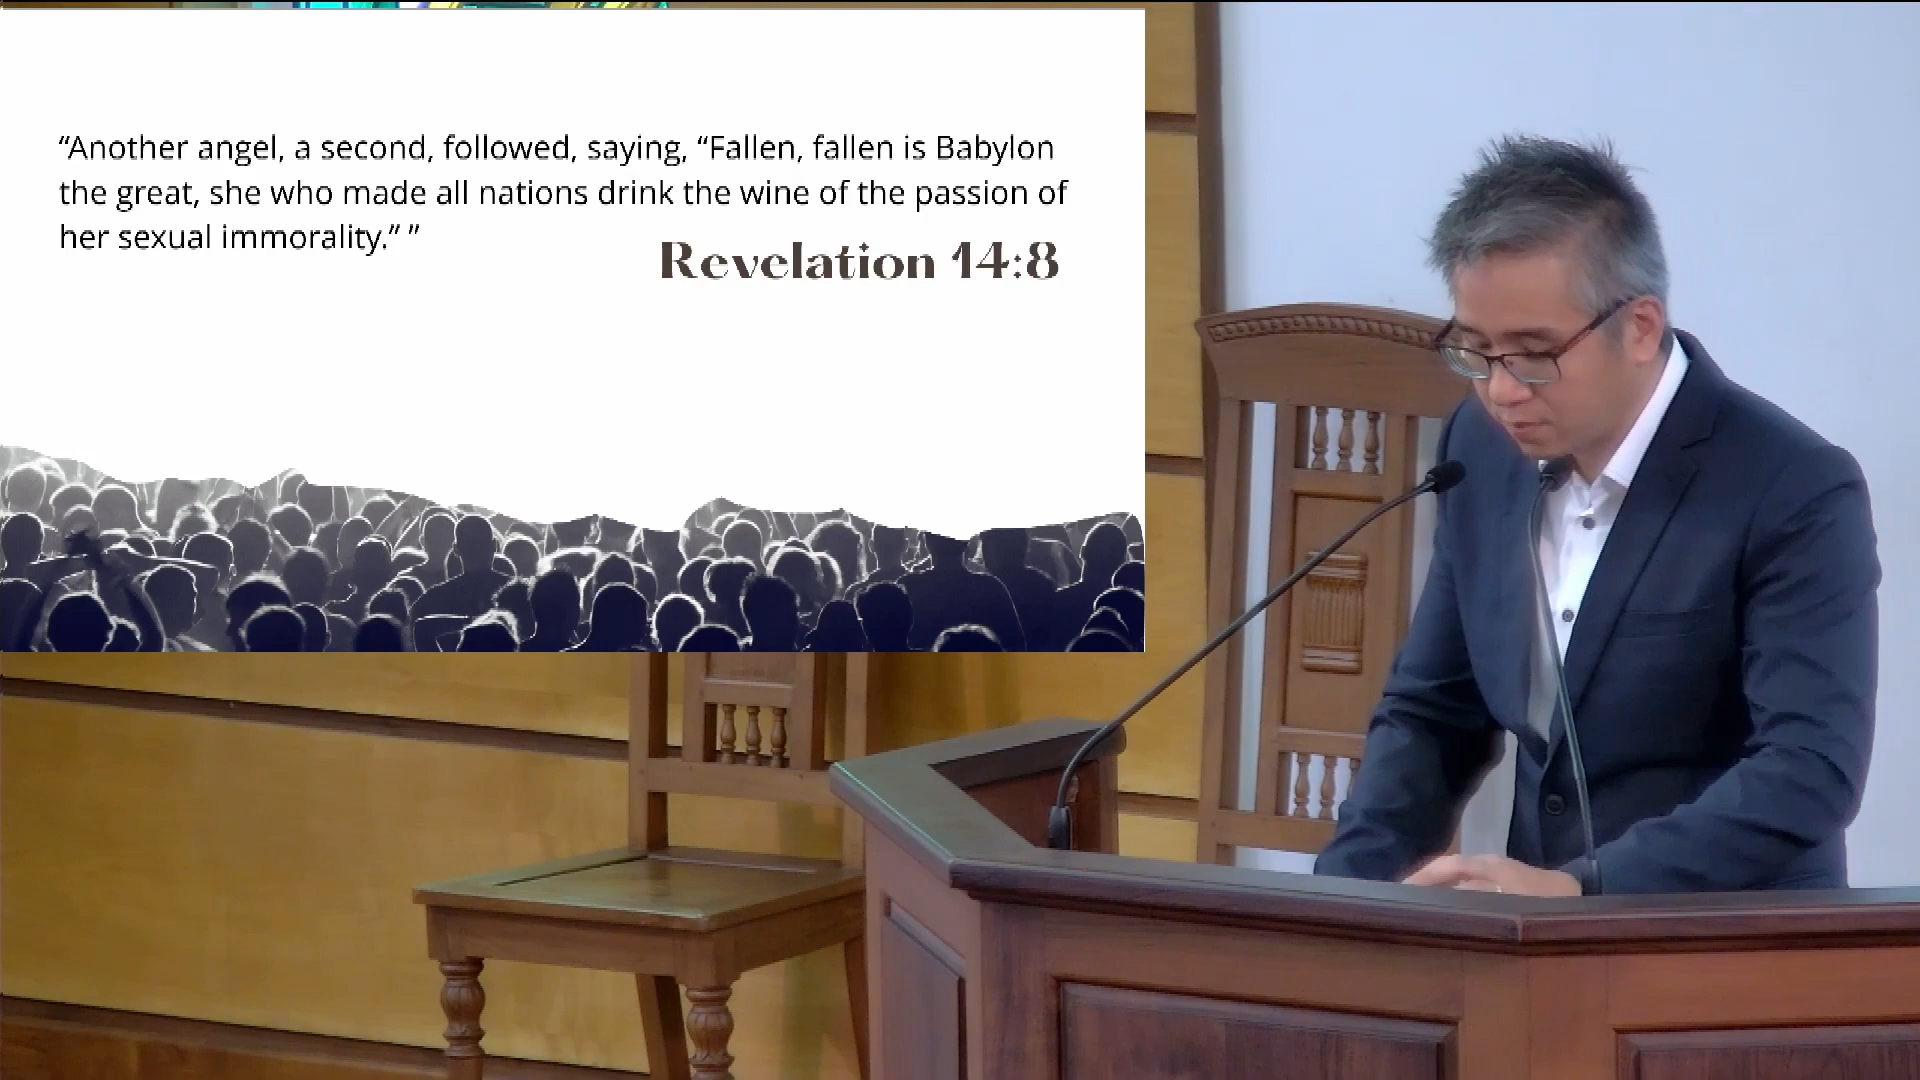 “Another angel, a second, followed, saying, “Fallen, fallen is Babylon
the great, she who made all nations drink the wine of the passion of
her sexual immorality.” ”
Revelation 14:8